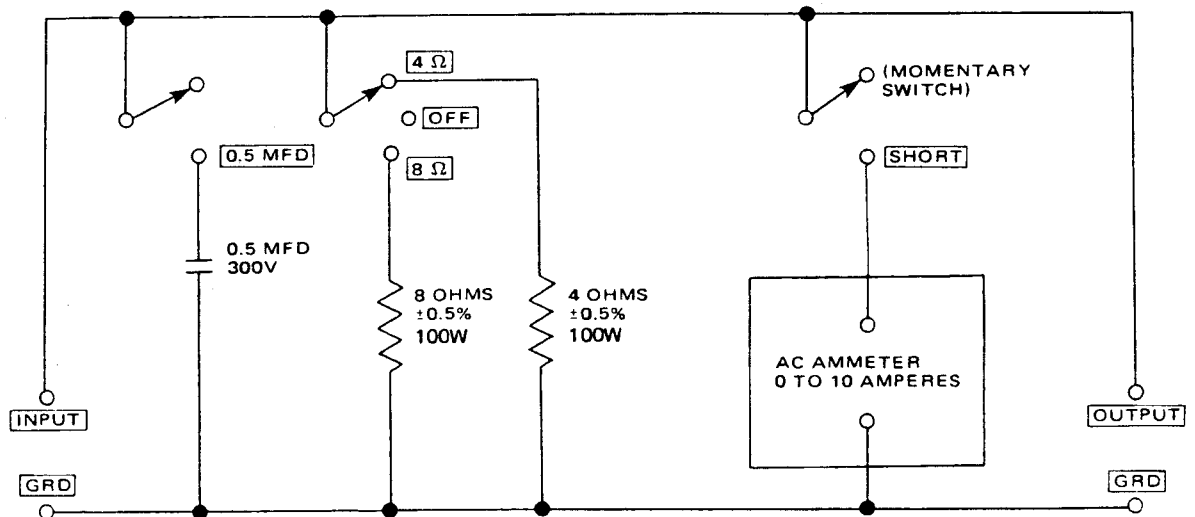 4 Ω
(MOMENTARY
SWITCH)
OFF
0.5 MFD
8 Ω
SHORT
0.5 MFD
300V
8 OHMS
±0.5%
100W
4 OHMS
±0.5%
100W
AC AMMETER
0 TO 10 AMPERES
INPUT
OUTPUT
GRD
GRD